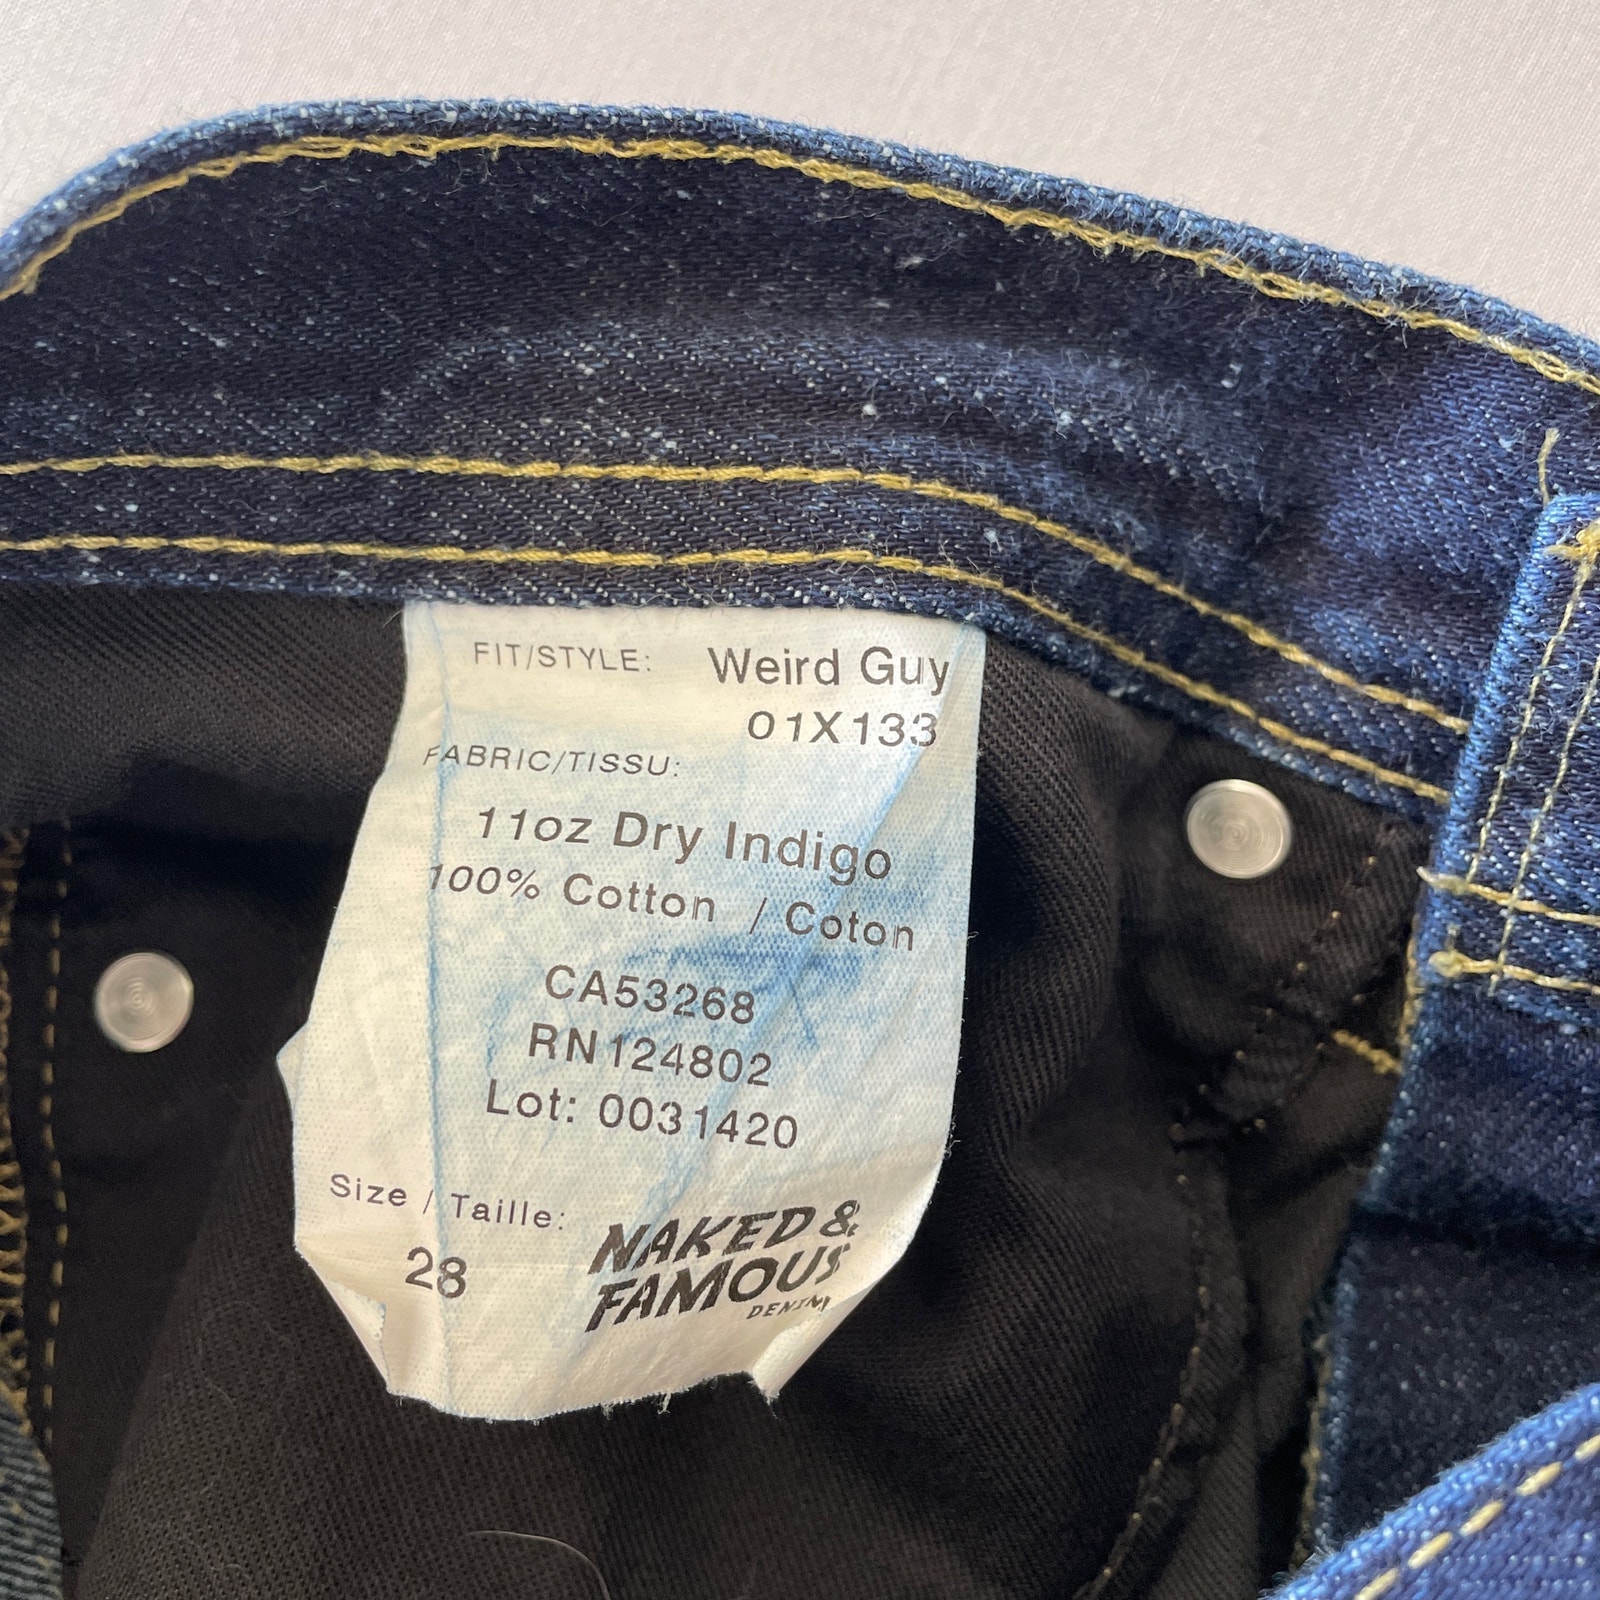 FIT/STYLE: Weird Guy
01X133
FABRIC/TISSU:
11oz Dry Indigo
100% Cotton / Coton
CA53268
RN124802
Lot: 0031420
Size / Taille:
28
NAKED &
FAMOUS
DENIM